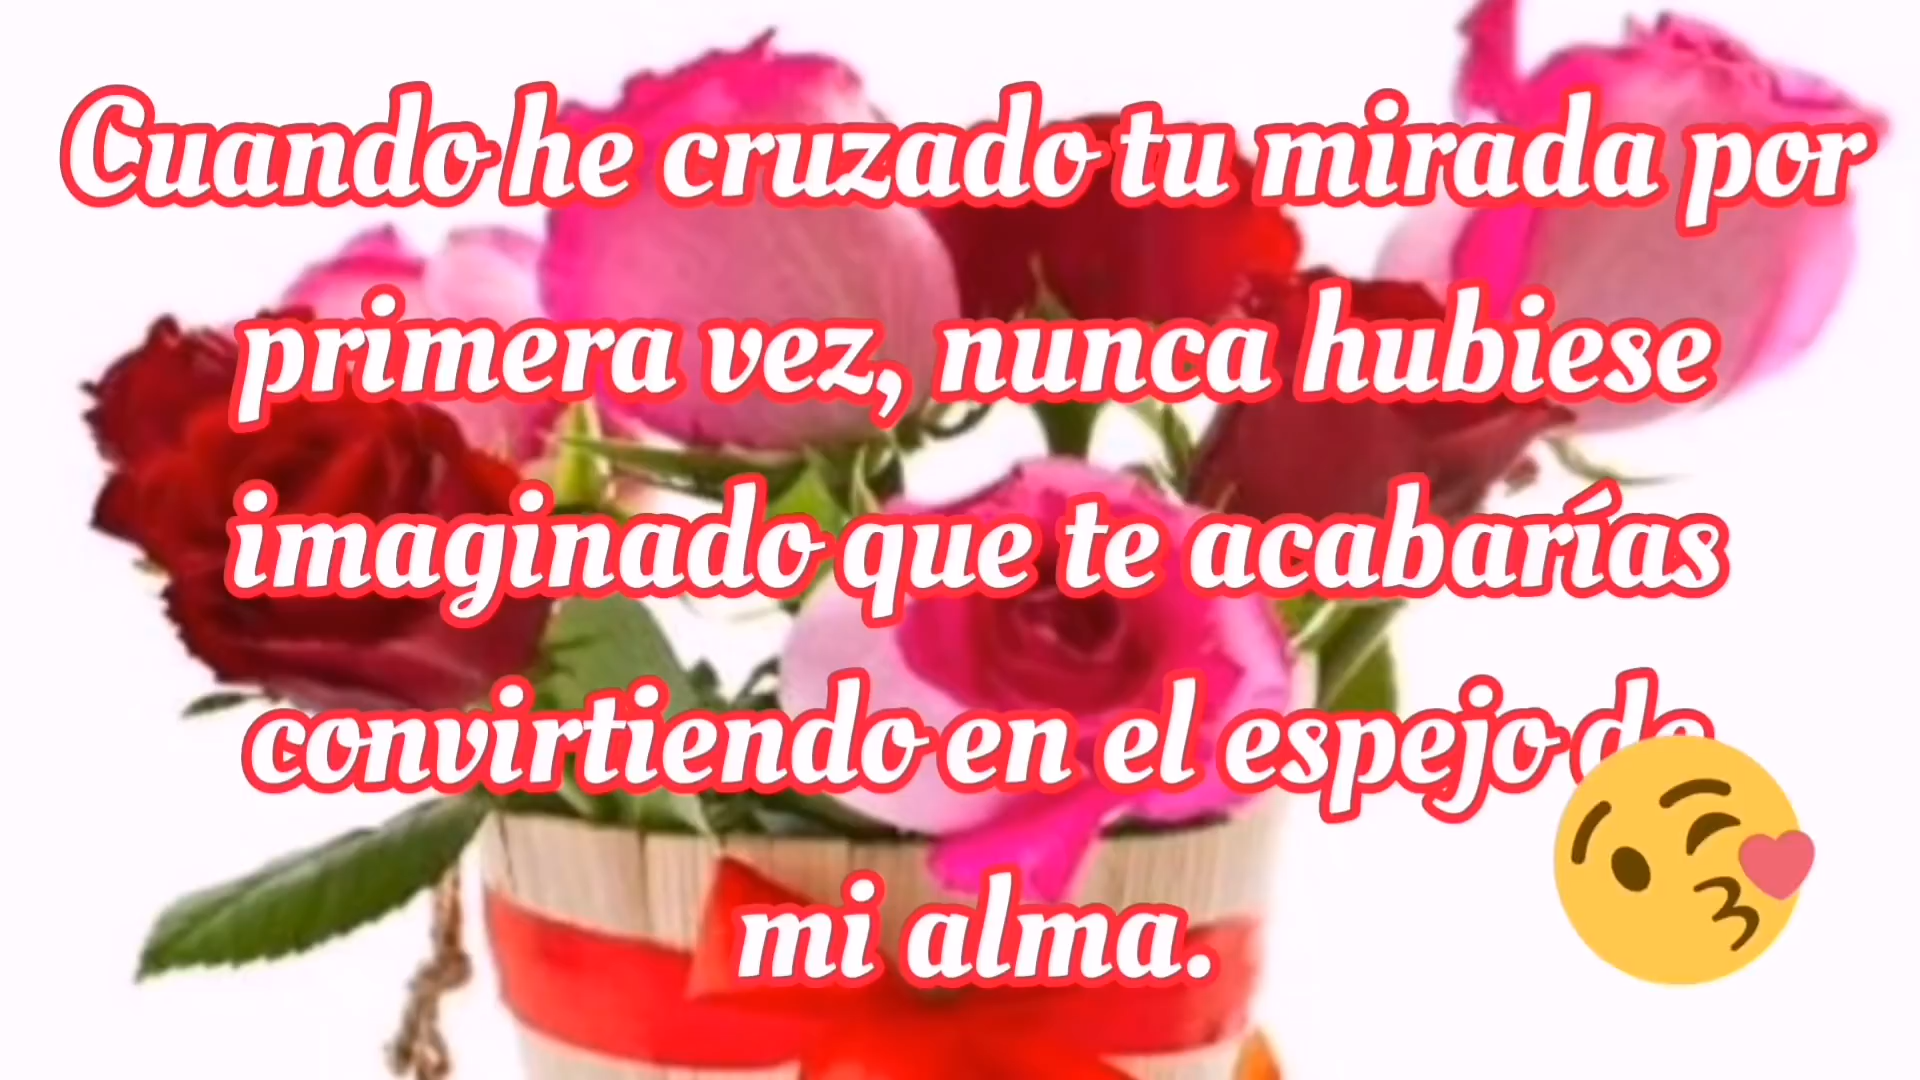 Cuando he cruzado tu mirada por
primera vez, nunca hubiese
imaginado que te acabarías
convirtiendo en el espejo de
mi alma.